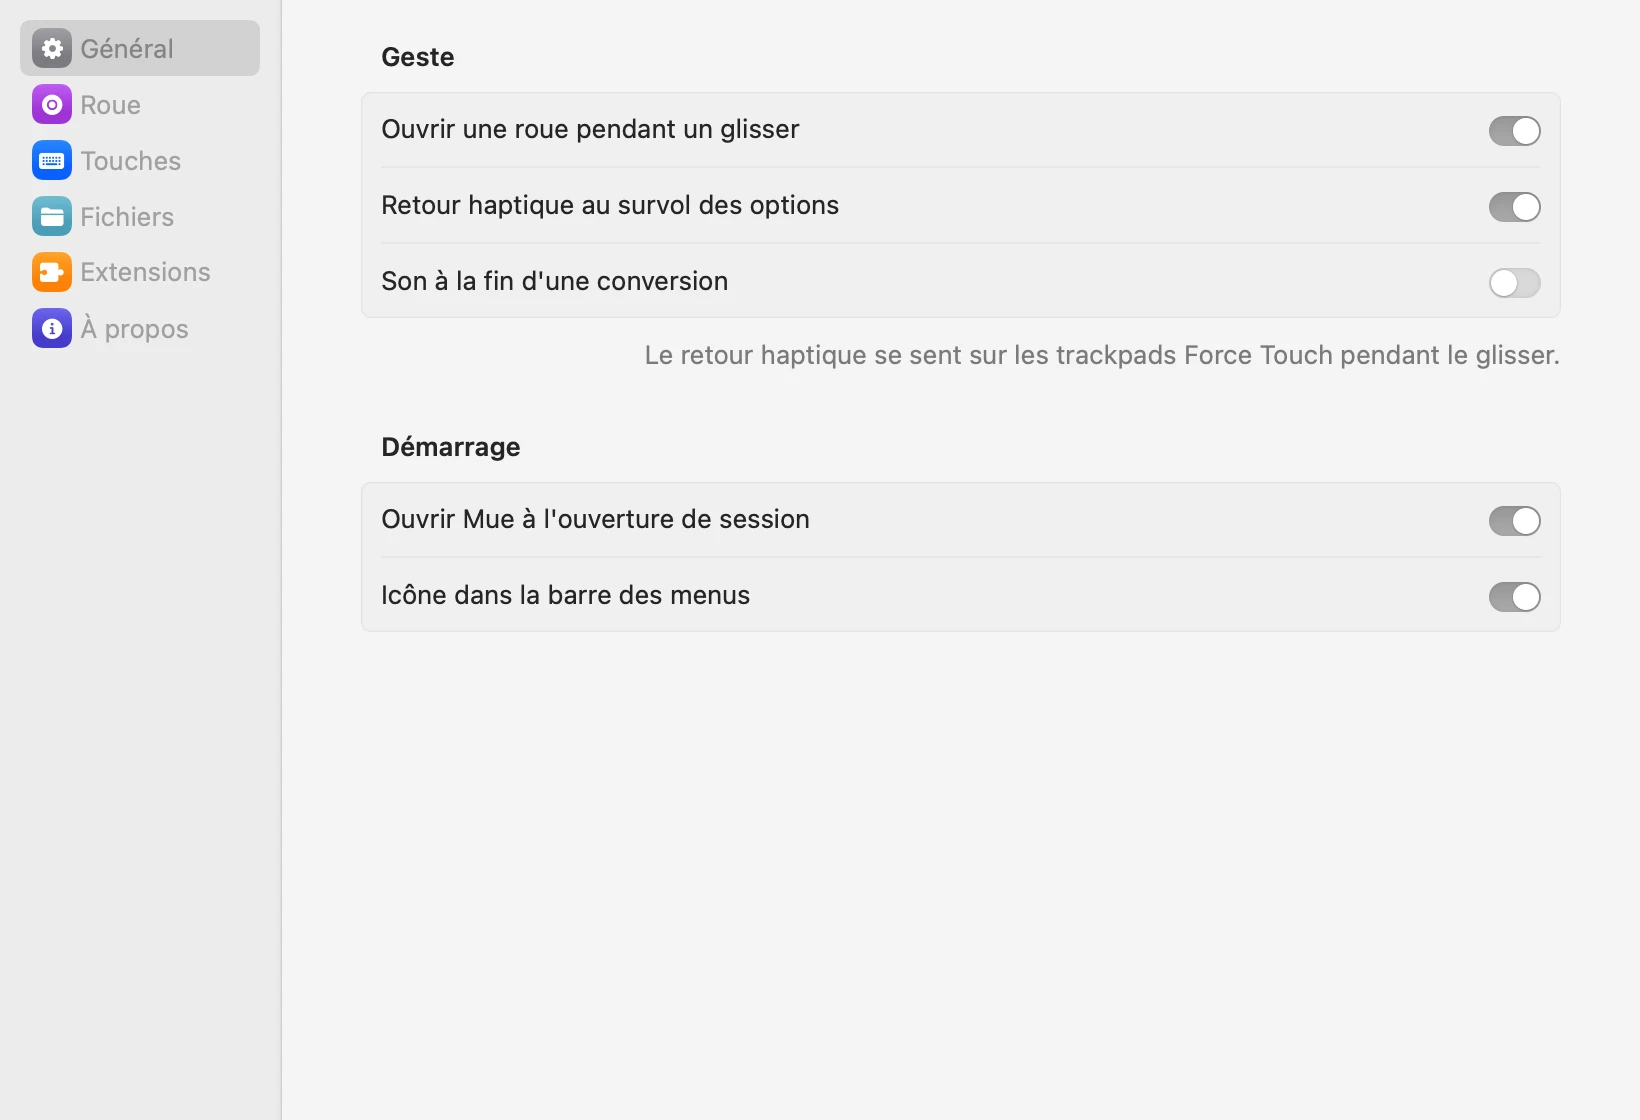 Général
Roue
Touches
Fichiers
Extensions
À propos
Geste
Ouvrir une roue pendant un glisser
Retour haptique au survol des options
Son à la fin d'une conversion
Le retour haptique se sent sur les trackpads Force Touch pendant le glisser.
Démarrage
Ouvrir Mue à l'ouverture de session
Icône dans la barre des menus